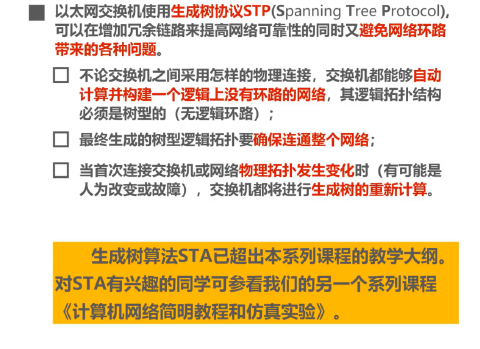 以太网交换机使用生成树协议STP(Spanning Tree Protocol),
可以在增加冗余链路来提高网络可靠性的同时又避免网络环路
带来的各种问题。
不论交换机之间采用怎样的物理连接，交换机都能够自动
计算并构建一个逻辑上没有环路的网络，其逻辑拓扑结构
必须是树型的（无逻辑环路）；
最终生成的树型逻辑拓扑要确保连通整个网络；
当首次连接交换机或网络物理拓扑发生变化时（有可能是
人为改变或故障），交换机都将进行生成树的重新计算。
生成树算法STA已超出本系列课程的教学大纲。
对STA有兴趣的同学可参看我们的另一个系列课程
《计算机网络简明教程和仿真实验》。